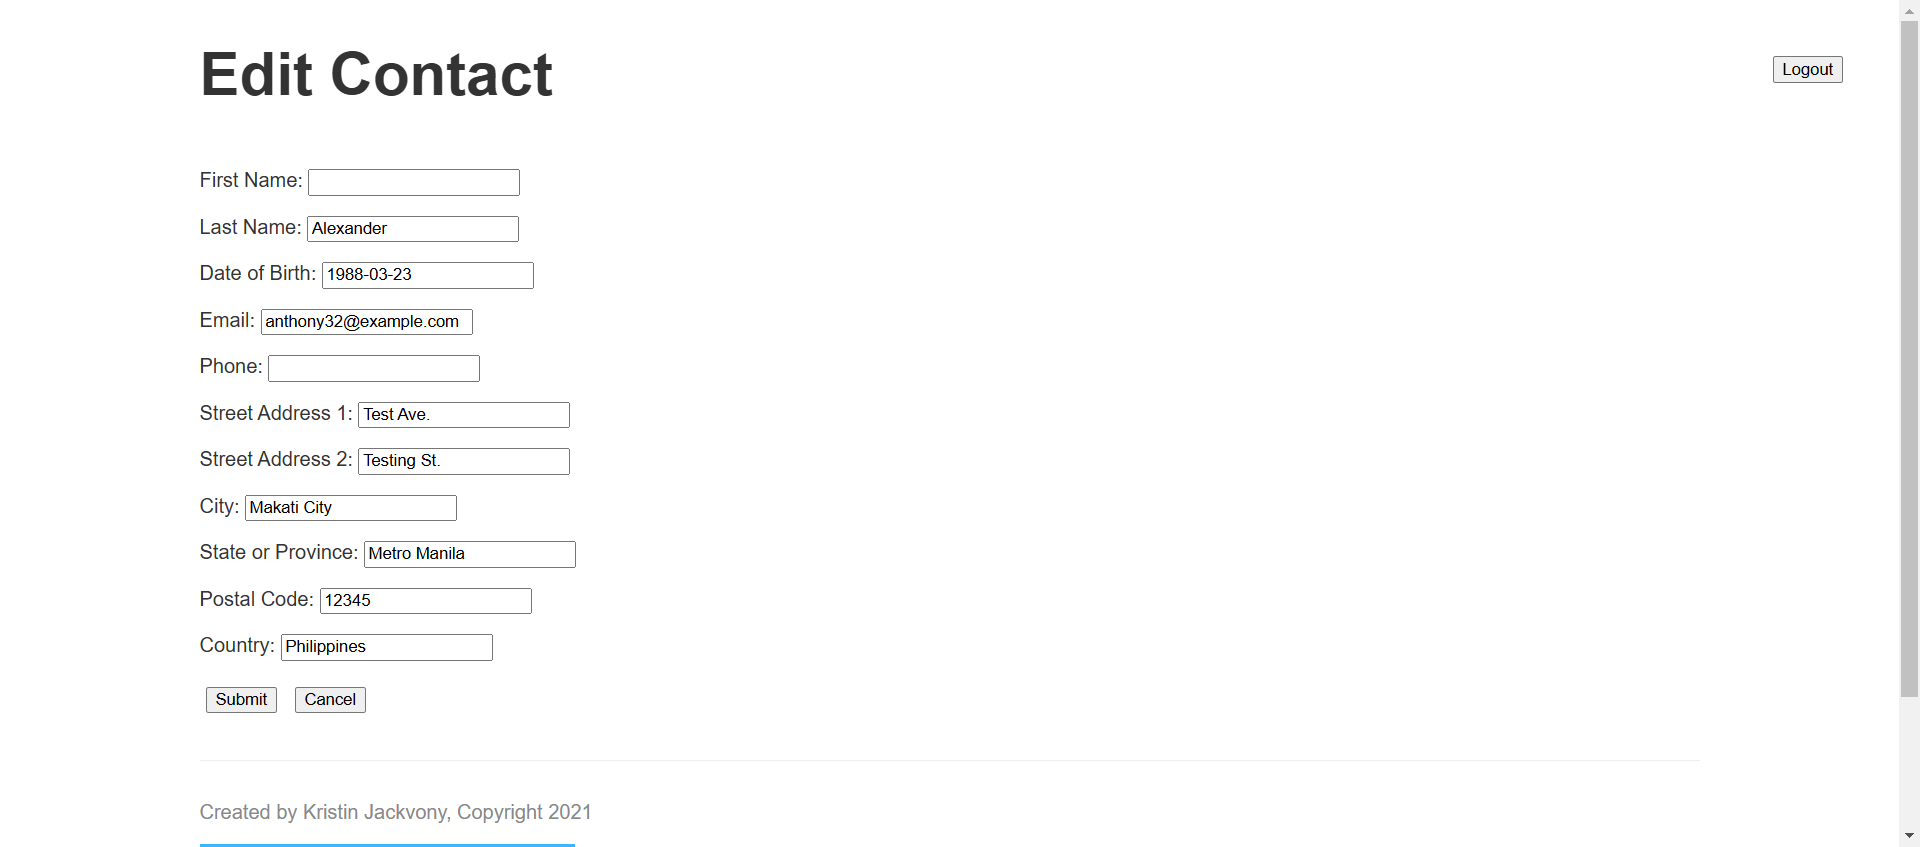 Edit Contact
Logout
First Name:
Last Name: Alexander
Date of Birth: 1988-03-23
Email: anthony32@example.com
Phone:
Street Address 1: Test Ave.
Street Address 2: Testing St.
City: Makati City
State or Province: Metro Manila
Postal Code: 12345
Country: Philippines
Submit Cancel
Created by Kristin Jackvony, Copyright 2021